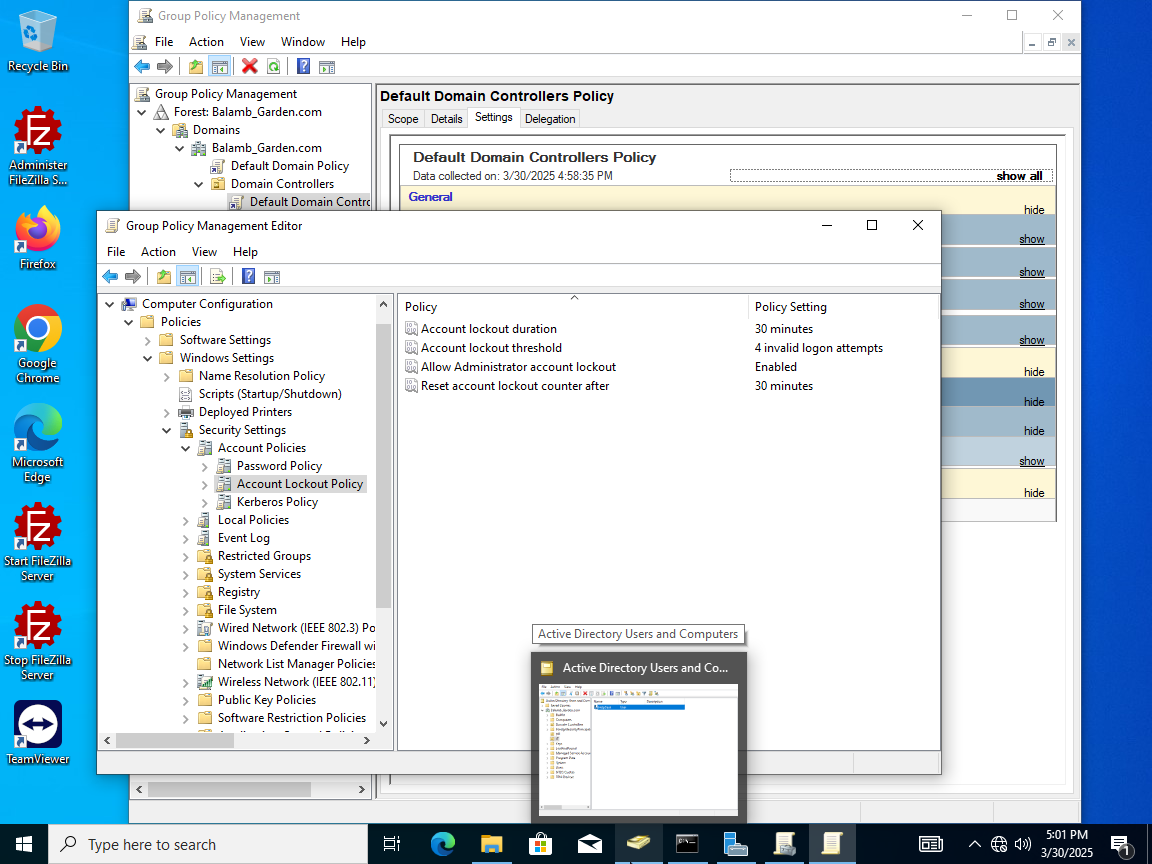 Recycle Bin
Administer
FileZilla S...
Firefox
Google
Chrome
Microsoft
Edge
Start FileZilla
Server
Stop FileZilla
Server
TeamViewer
Group Policy Management
File Action View Window Help
Group Policy Management
Forest: Balamb_Garden.com
Domains
Balamb_Garden.com
Default Domain Policy
Domain Controllers
Default Domain Contro
Default Domain Controllers Policy
Scope Details Settings Delegation
Default Domain Controllers Policy
Data collected on: 3/30/2025 4:58:35 PM
show all
General
hide
show
show
show
show
hide
hide
hide
show
hide
Group Policy Management Editor
File Action View Help
Computer Configuration
Policies
Software Settings
Windows Settings
Name Resolution Policy
Scripts (Startup/Shutdown)
Deployed Printers
Security Settings
Account Policies
Password Policy
Account Lockout Policy
Kerberos Policy
Local Policies
Event Log
Restricted Groups
System Services
Registry
File System
Wired Network (IEEE 802.3) Po
Windows Defender Firewall wi
Network List Manager Policies
Wireless Network (IEEE 802.11)
Public Key Policies
Software Restriction Policies
Policy Policy Setting
Account lockout duration 30 minutes
Account lockout threshold 4 invalid logon attempts
Allow Administrator account lockout Enabled
Reset account lockout counter after 30 minutes
Active Directory Users and Computers
Active Directory Users and Co...
Type here to search
5:01 PM
3/30/2025
1